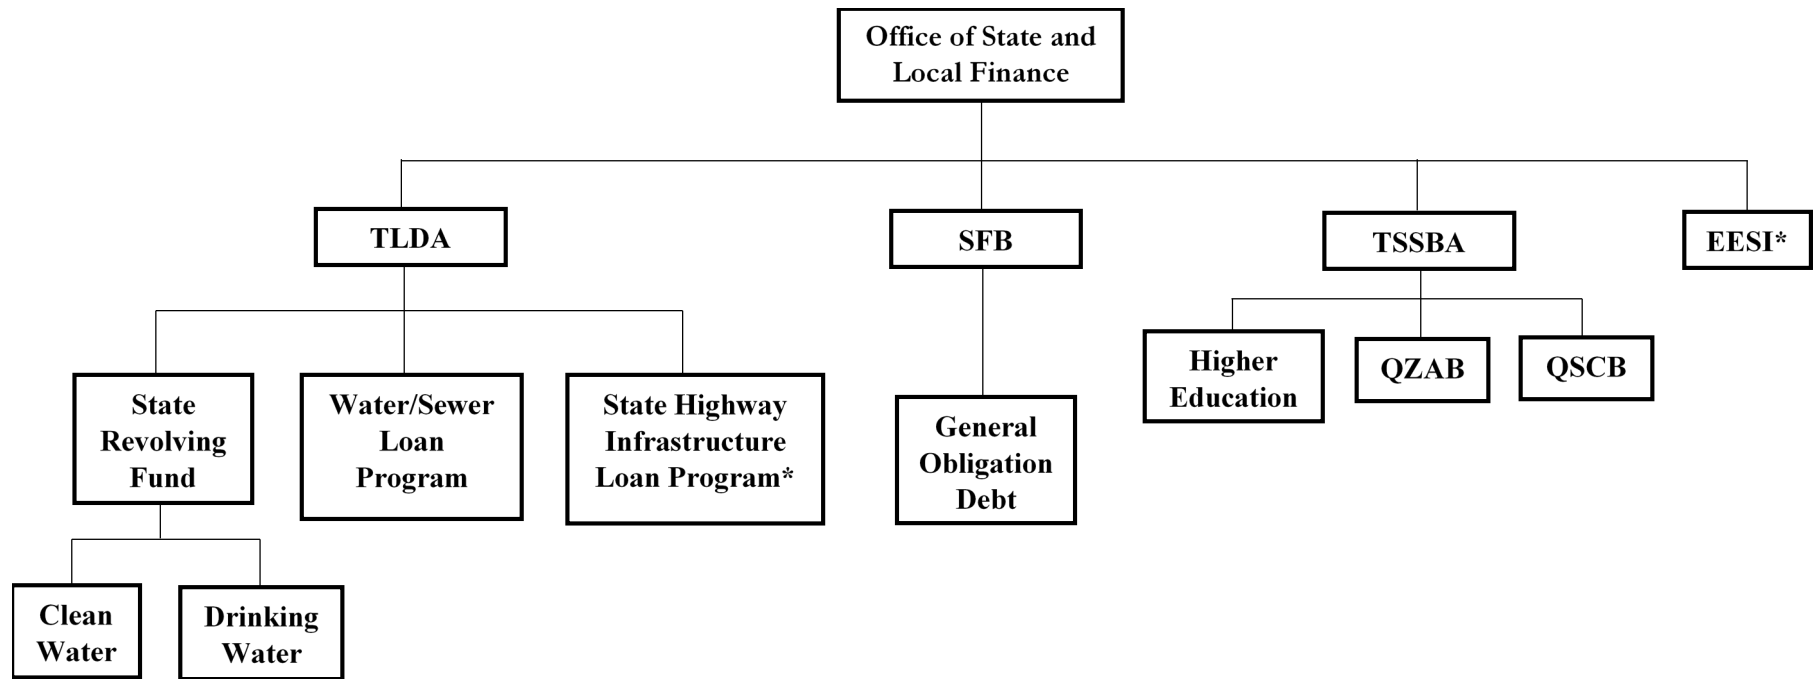 Office of State and
Local Finance
TLDA
SFB
TSSBA
EESI*
State
Revolving
Fund
Water/Sewer
Loan
Program
State Highway
Infrastructure
Loan Program*
General
Obligation
Debt
Higher
Education
QZAB
QSCB
Clean
Water
Drinking
Water